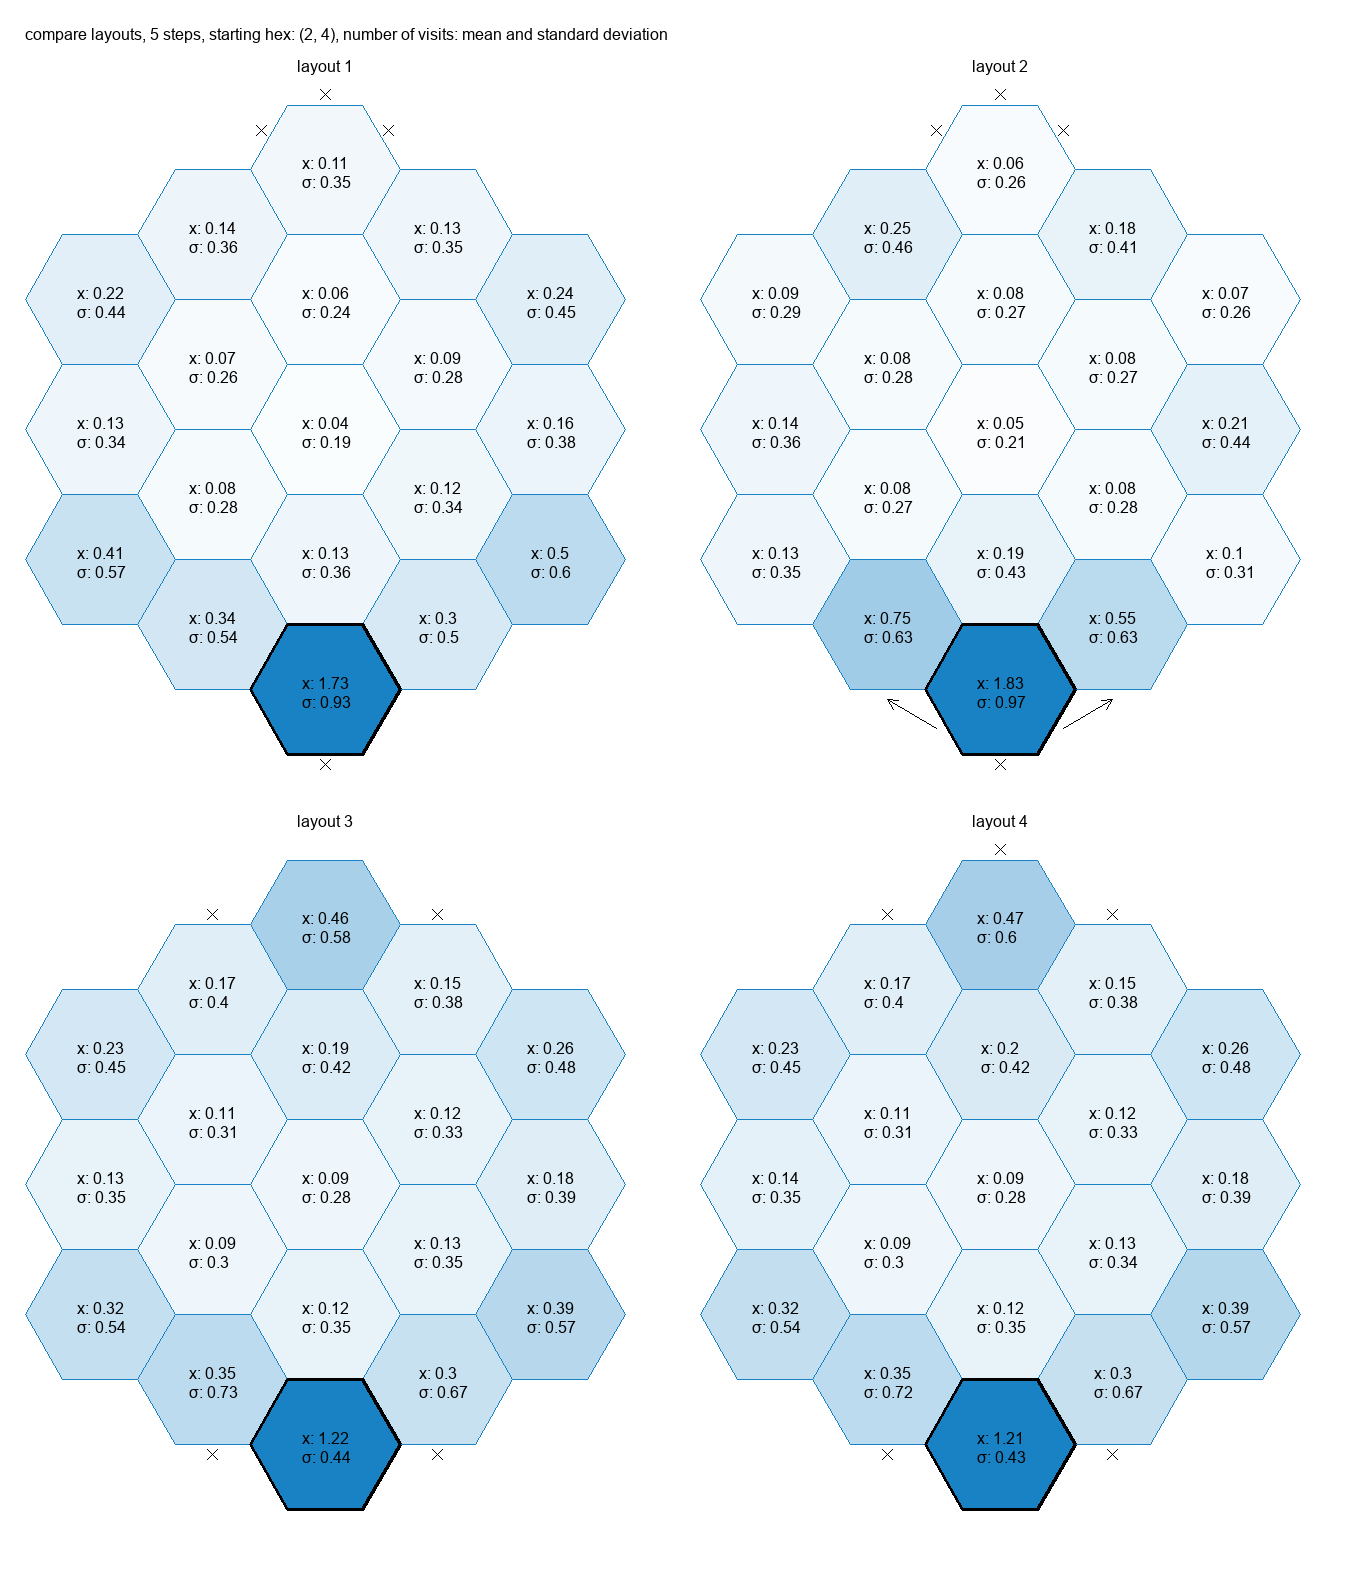 compare layouts, 5 steps, starting hex: (2, 4), number of visits: mean and standard deviation
layout 1
x: 0.11
σ: 0.35
x: 0.14
σ: 0.36
x: 0.13
σ: 0.35
x: 0.22
σ: 0.44
x: 0.06
σ: 0.24
x: 0.24
σ: 0.45
x: 0.07
σ: 0.26
x: 0.09
σ: 0.28
x: 0.13
σ: 0.34
x: 0.04
σ: 0.19
x: 0.16
σ: 0.38
x: 0.08
σ: 0.28
x: 0.12
σ: 0.34
x: 0.41
σ: 0.57
x: 0.13
σ: 0.36
x: 0.5
σ: 0.6
x: 0.34
σ: 0.54
x: 0.3
σ: 0.5
x: 1.73
σ: 0.93
layout 2
x: 0.06
σ: 0.26
x: 0.25
σ: 0.46
x: 0.18
σ: 0.41
x: 0.09
σ: 0.29
x: 0.08
σ: 0.27
x: 0.07
σ: 0.26
x: 0.08
σ: 0.28
x: 0.08
σ: 0.27
x: 0.14
σ: 0.36
x: 0.05
σ: 0.21
x: 0.21
σ: 0.44
x: 0.08
σ: 0.27
x: 0.08
σ: 0.28
x: 0.13
σ: 0.35
x: 0.19
σ: 0.43
x: 0.1
σ: 0.31
x: 0.75
σ: 0.63
x: 0.55
σ: 0.63
x: 1.83
σ: 0.97
layout 3
x: 0.46
σ: 0.58
x: 0.17
σ: 0.4
x: 0.15
σ: 0.38
x: 0.23
σ: 0.45
x: 0.19
σ: 0.42
x: 0.26
σ: 0.48
x: 0.11
σ: 0.31
x: 0.12
σ: 0.33
x: 0.13
σ: 0.35
x: 0.09
σ: 0.28
x: 0.18
σ: 0.39
x: 0.09
σ: 0.3
x: 0.13
σ: 0.35
x: 0.32
σ: 0.54
x: 0.12
σ: 0.35
x: 0.39
σ: 0.57
x: 0.35
σ: 0.73
x: 0.3
σ: 0.67
x: 1.22
σ: 0.44
layout 4
x: 0.47
σ: 0.6
x: 0.17
σ: 0.4
x: 0.15
σ: 0.38
x: 0.23
σ: 0.45
x: 0.2
σ: 0.42
x: 0.26
σ: 0.48
x: 0.11
σ: 0.31
x: 0.12
σ: 0.33
x: 0.14
σ: 0.35
x: 0.09
σ: 0.28
x: 0.18
σ: 0.39
x: 0.09
σ: 0.3
x: 0.13
σ: 0.34
x: 0.32
σ: 0.54
x: 0.12
σ: 0.35
x: 0.39
σ: 0.57
x: 0.35
σ: 0.72
x: 0.3
σ: 0.67
x: 1.21
σ: 0.43